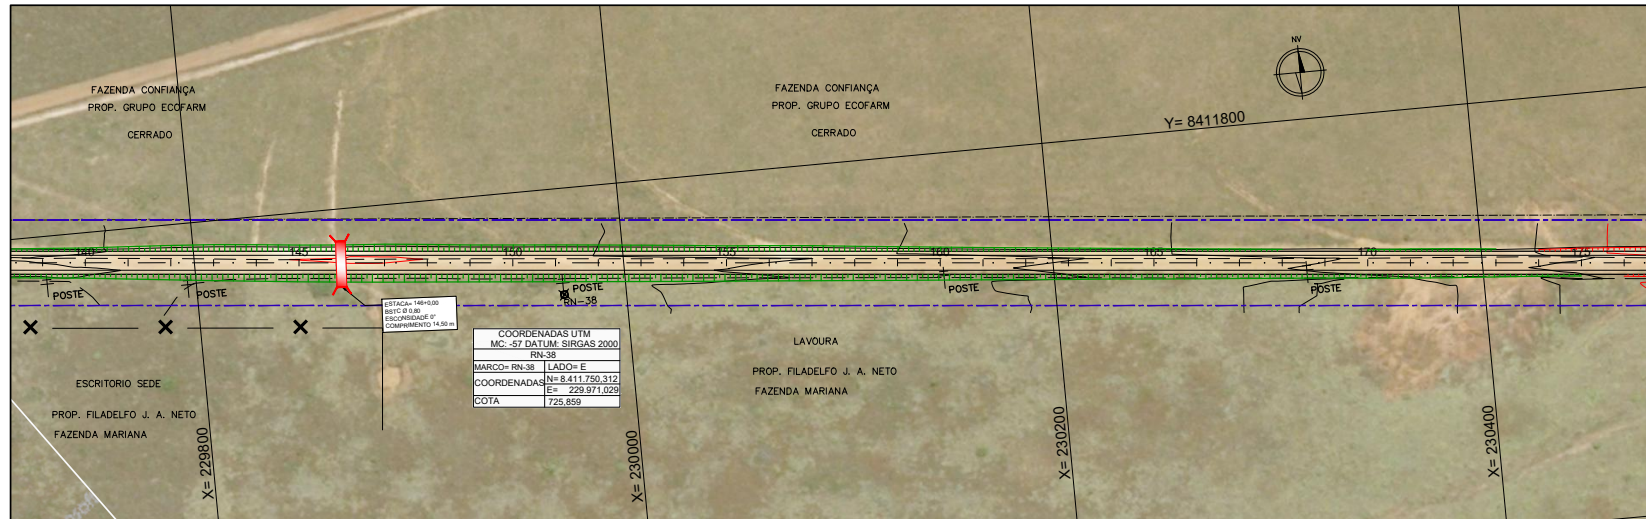 NV
FAZENDA CONFIANÇA
PROP. GRUPO ECOFARM
CERRADO
FAZENDA CONFIANÇA
PROP. GRUPO ECOFARM
CERRADO
Y= 8411800
140
145
150
155
160
165
170
175
POSTE
POSTE
POSTE
RN-38
POSTE
POSTE
ESTACA= 146+0,00
BSTC Ø 0,80
ESCONSIDADE 0°
COMPRIMENTO 14,50 m
COORDENADAS UTM
MC: -57 DATUM: SIRGAS 2000
RN-38
MARCO= RN-38 LADO= E
COORDENADAS N= 8.411.750,312
E= 229.971,029
COTA 725,859
LAVOURA
PROP. FILADELFO J. A. NETO
FAZENDA MARIANA
ESCRITORIO SEDE
PROP. FILADELFO J. A. NETO
FAZENDA MARIANA
X= 229800
X= 230000
X= 230200
X= 230400